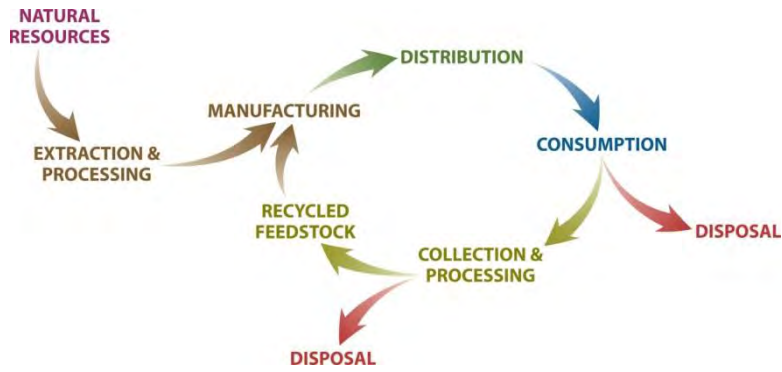 NATURAL
RESOURCES
DISTRIBUTION
MANUFACTURING
EXTRACTION &
PROCESSING
CONSUMPTION
RECYCLED
FEEDSTOCK
DISPOSAL
COLLECTION &
PROCESSING
DISPOSAL